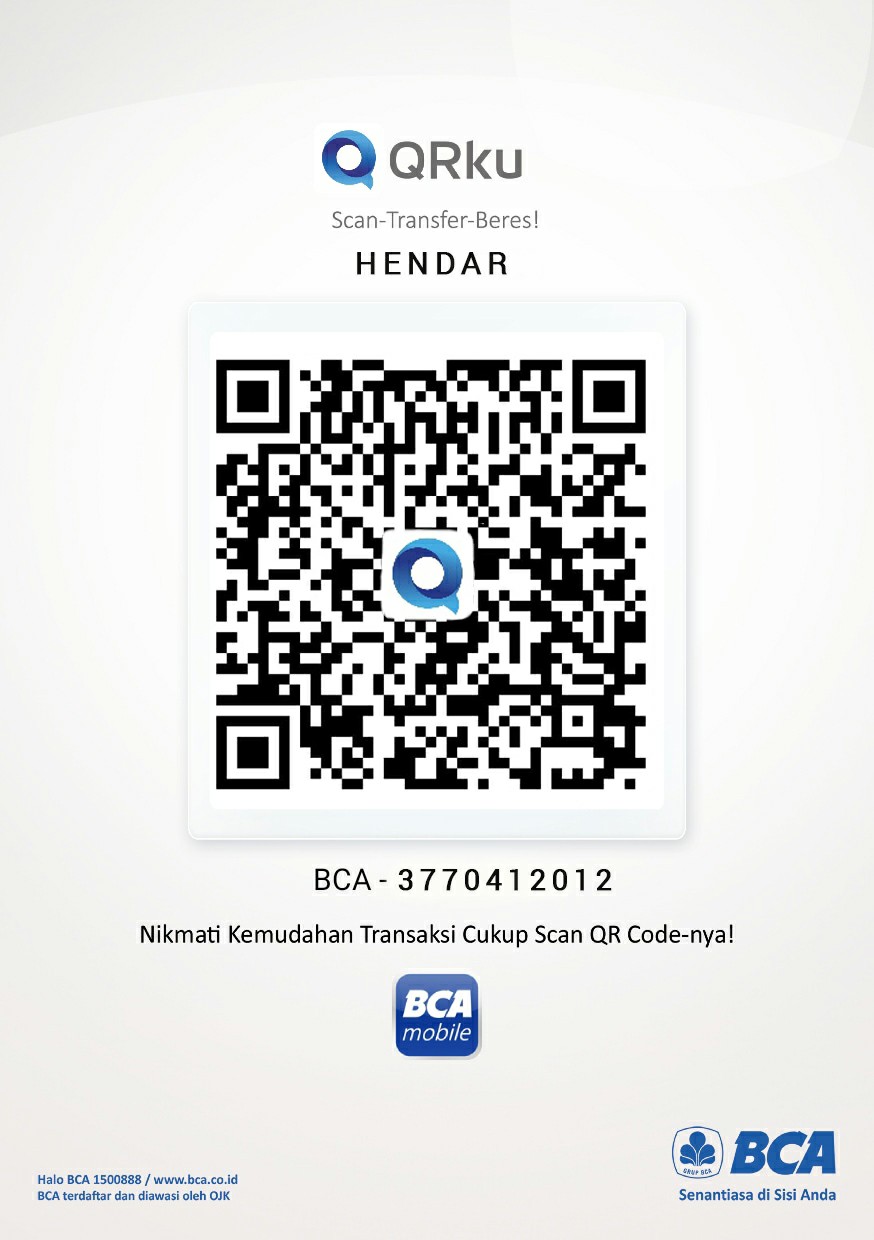 QRku
Scan-Transfer-Beres!
HENDAR
BCA - 3770412012
Nikmati Kemudahan Transaksi Cukup Scan QR Code-nya!
BCA
mobile
GRUP BCA
BCA
Senantiasa di Sisi Anda
Halo BCA 1500888 / www.bca.co.id
BCA terdaftar dan diawasi oleh OJK